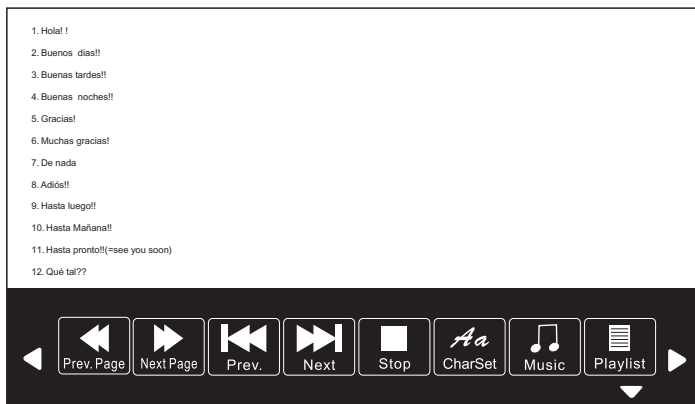 1. Hola! !
2. Buenos dias!!
3. Buenas tardes!!
4. Buenas noches!!
5. Gracias!
6. Muchas gracias!
7. De nada
8. Adiós!!
9. Hasta luego!!
10. Hasta Mañana!!
11. Hasta pronto!!(=see you soon)
12. Qué tal??
Prev. Page Next Page Prev. Next Stop Aa CharSet Music Playlist